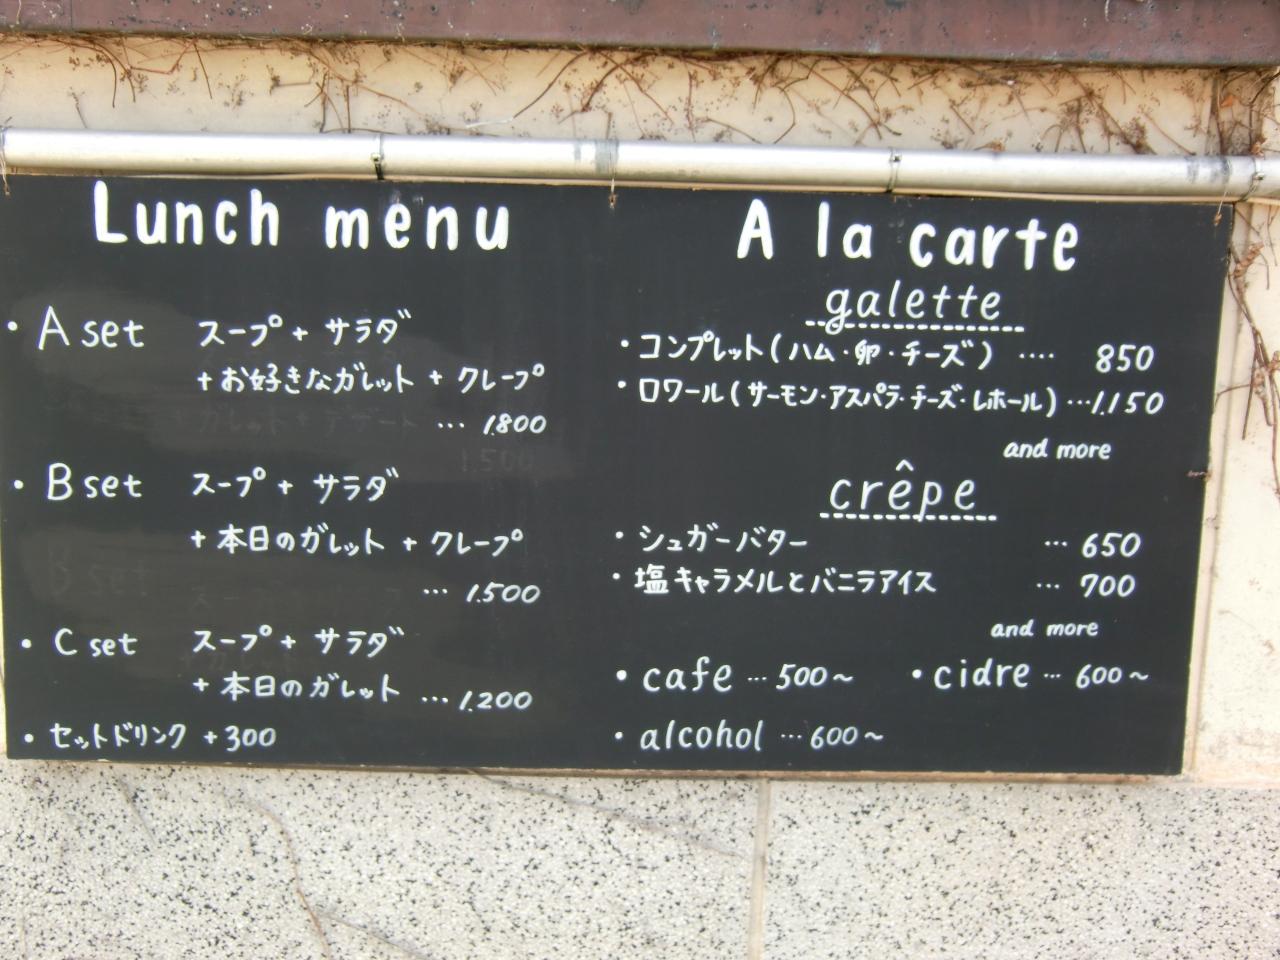 Lunch menu
・A set スープ + サラダ
+ お好きなガレット + クレープ
… 1.800
・B set スープ + サラダ
+ 本日のガレット + クレープ
… 1.500
・C set スープ + サラダ
+ 本日のガレット … 1.200
・セットドリンク +300
A la carte
galette
・コンプレット(ハム・卵・チーズ) ‥‥ 850
・ロワール(サーモン・アスパラ・チーズ・レホール) …1.150
and more
crêpe
・シュガーバター … 650
・塩キャラメルとバニラアイス … 700
and more
・cafe … 500~ ・cidre … 600~
・alcohol … 600~